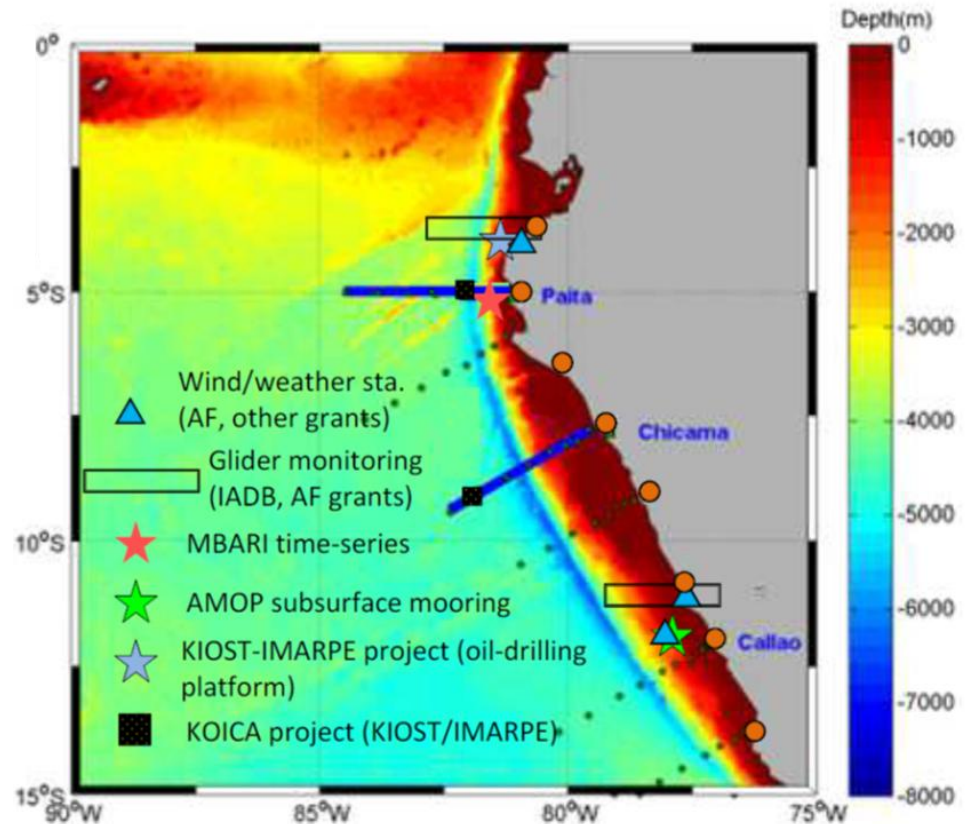 Depth(m)
0°
0
-1000
-2000
-3000
-4000
-5000
-6000
-7000
-8000
5°S
10°S
15°S
90°W
85°W
80°W
75°W
Paita
Chicama
Callao
Wind/weather sta.
(AF, other grants)
Glider monitoring
(IADB, AF grants)
MBARI time-series
AMOP subsurface mooring
KIOST-IMARPE project (oil-drilling
platform)
KOICA project (KIOST/IMARPE)